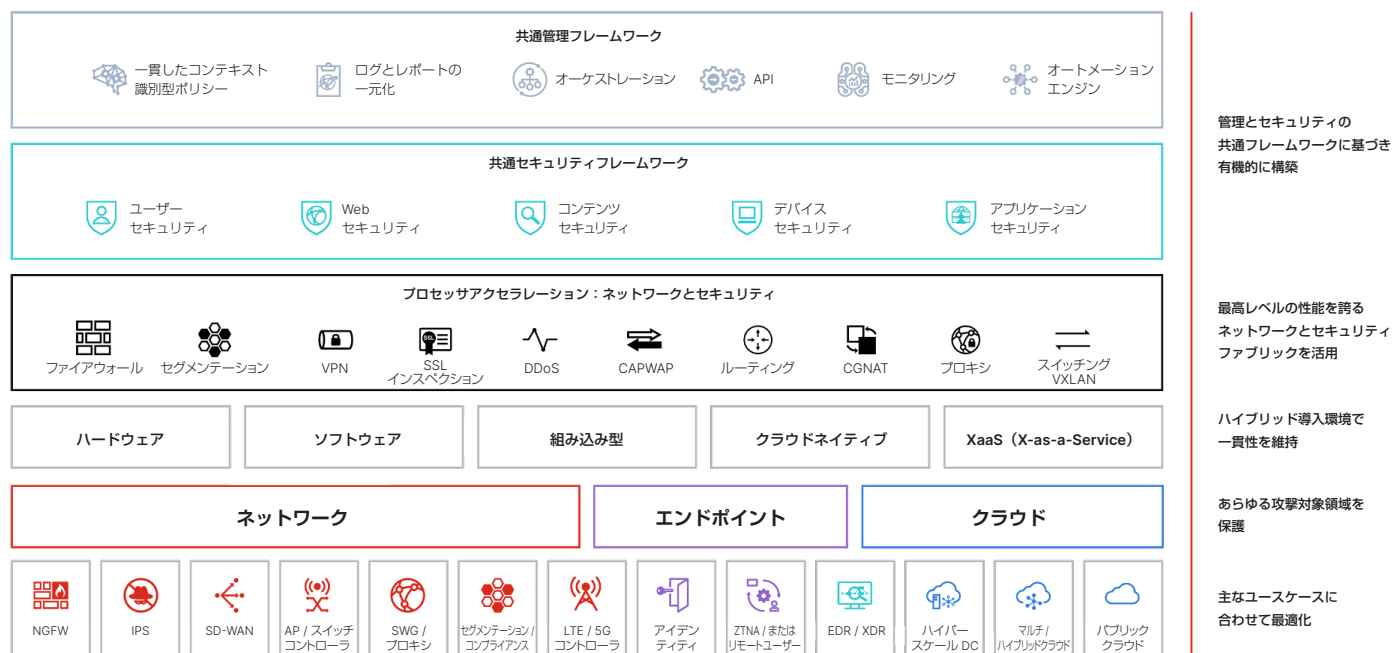 共通管理フレームワーク
一貫したコンテキスト
識別型ポリシー
ログとレポートの
一元化
オーケストレーション
API
モニタリング
オートメーション
エンジン
管理とセキュリティの
共通フレームワークに基づき
有機的に構築
共通セキュリティフレームワーク
ユーザー
セキュリティ
Web
セキュリティ
コンテンツ
セキュリティ
デバイス
セキュリティ
アプリケーション
セキュリティ
プロセッサアクセラレーション：ネットワークとセキュリティ
ファイアウォール
セグメンテーション
VPN
SSL
SSL
インスペクション
DDoS
CAPWAP
ルーティング
CGNAT
プロキシ
スイッチング
VXLAN
最高レベルの性能を誇る
ネットワークとセキュリティ
ファブリックを活用
ハードウェア
ソフトウェア
組み込み型
クラウドネイティブ
XaaS（X-as-a-Service）
ハイブリッド導入環境で
一貫性を維持
ネットワーク
エンドポイント
クラウド
あらゆる攻撃対象領域を
保護
NGFW
IPS
SD-WAN
AP / スイッチ
コントローラ
SWG /
プロキシ
セグメンテーション /
コンプライアンス
LTE / 5G
コントローラ
アイデン
ティティ
ZTNA / または
リモートユーザー
EDR / XDR
ハイパー
スケール DC
マルチ /
ハイブリッドクラウド
パブリック
クラウド
主なユースケースに
合わせて最適化